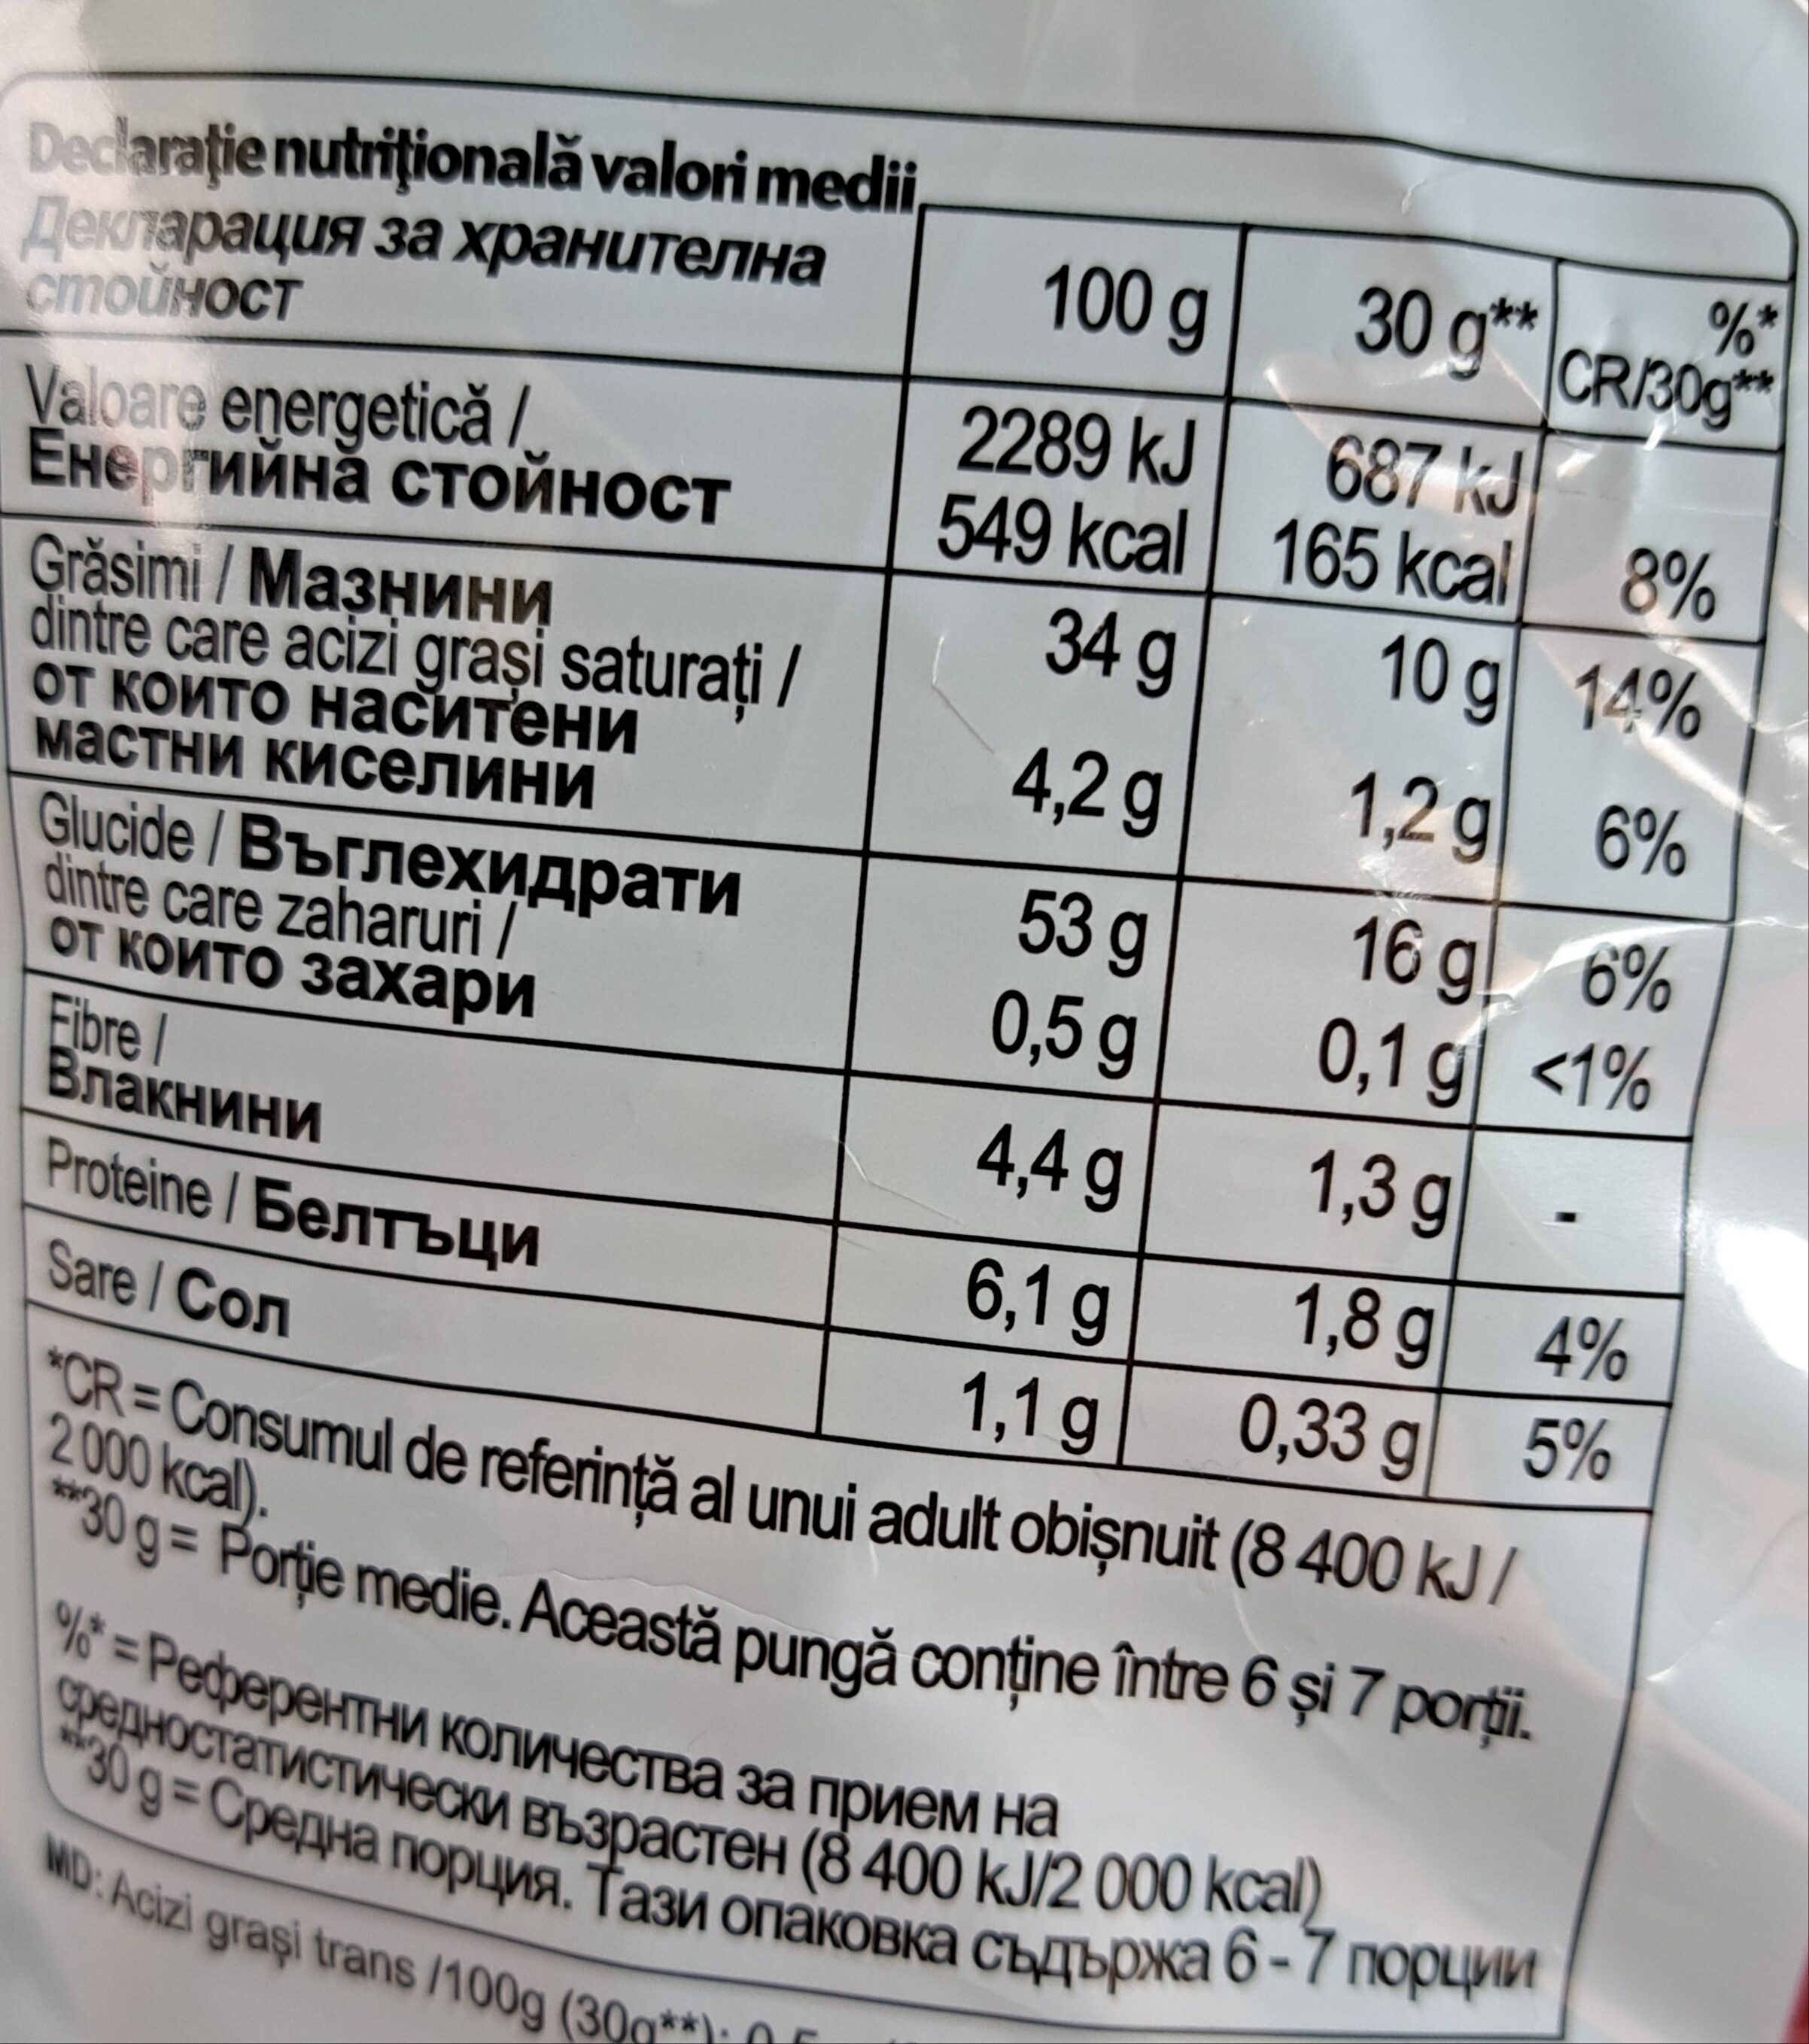 Declarație nutrițională valori medii
Декларация за хранителна
стойност
100 g
30 g**
%*
CR/30g**
Valoare energetică /
Енергийна стойност
2289 kJ 687 kJ
549 kcal 165 kcal 8%
Grăsimi / Мазнини 34 g 10 g 14%
dintre care acizi grași saturați /
от които наситени
мастни киселини
4,2 g 1,2 g 6%
Glucide / Въглехидрати 53 g 16 g 6%
dintre care zaharuri /
от които захари
0,5 g 0,1 g <1%
Fibre /
Влакнини
4,4 g 1,3 g -
Proteine / Белтъци 6,1 g 1,8 g 4%
Sare / Сол 1,1 g 0,33 g 5%
*CR = Consumul de referință al unui adult obișnuit (8 400 kJ /
2 000 kcal).
**30 g = Porție medie. Această pungă conține între 6 și 7 porții.
%* = Референтни количества за прием на
средностатистически възрастен (8 400 kJ/2 000 kcal)
**30 g = Средна порция. Тази опаковка съдържа 6 - 7 порции
MD: Acizi grași trans /100g (30g**):